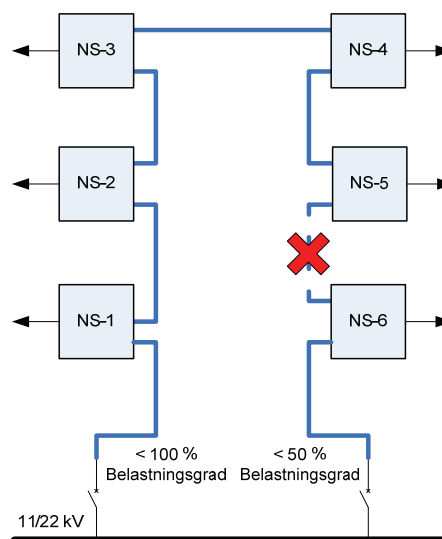 NS-3
NS-4
NS-2
NS-5
NS-1
NS-6
< 100 %
Belastningsgrad
< 50 %
Belastningsgrad
11/22 kV